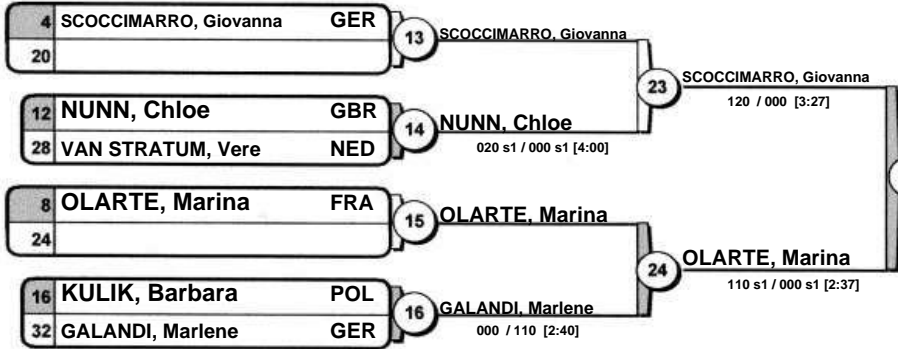 4 SCOCCIMARRO, Giovanna GER
20
13
SCOCCIMARRO, Giovanna
12 NUNN, Chloe GBR
28 VAN STRATUM, Vere NED
14
NUNN, Chloe
020 s1 / 000 s1 [4:00]
23
SCOCCIMARRO, Giovanna
120 / 000 [3:27]
8 OLARTE, Marina FRA
24
15
OLARTE, Marina
16 KULIK, Barbara POL
32 GALANDI, Marlene GER
16
GALANDI, Marlene
000 / 110 [2:40]
24
OLARTE, Marina
110 s1 / 000 s1 [2:37]